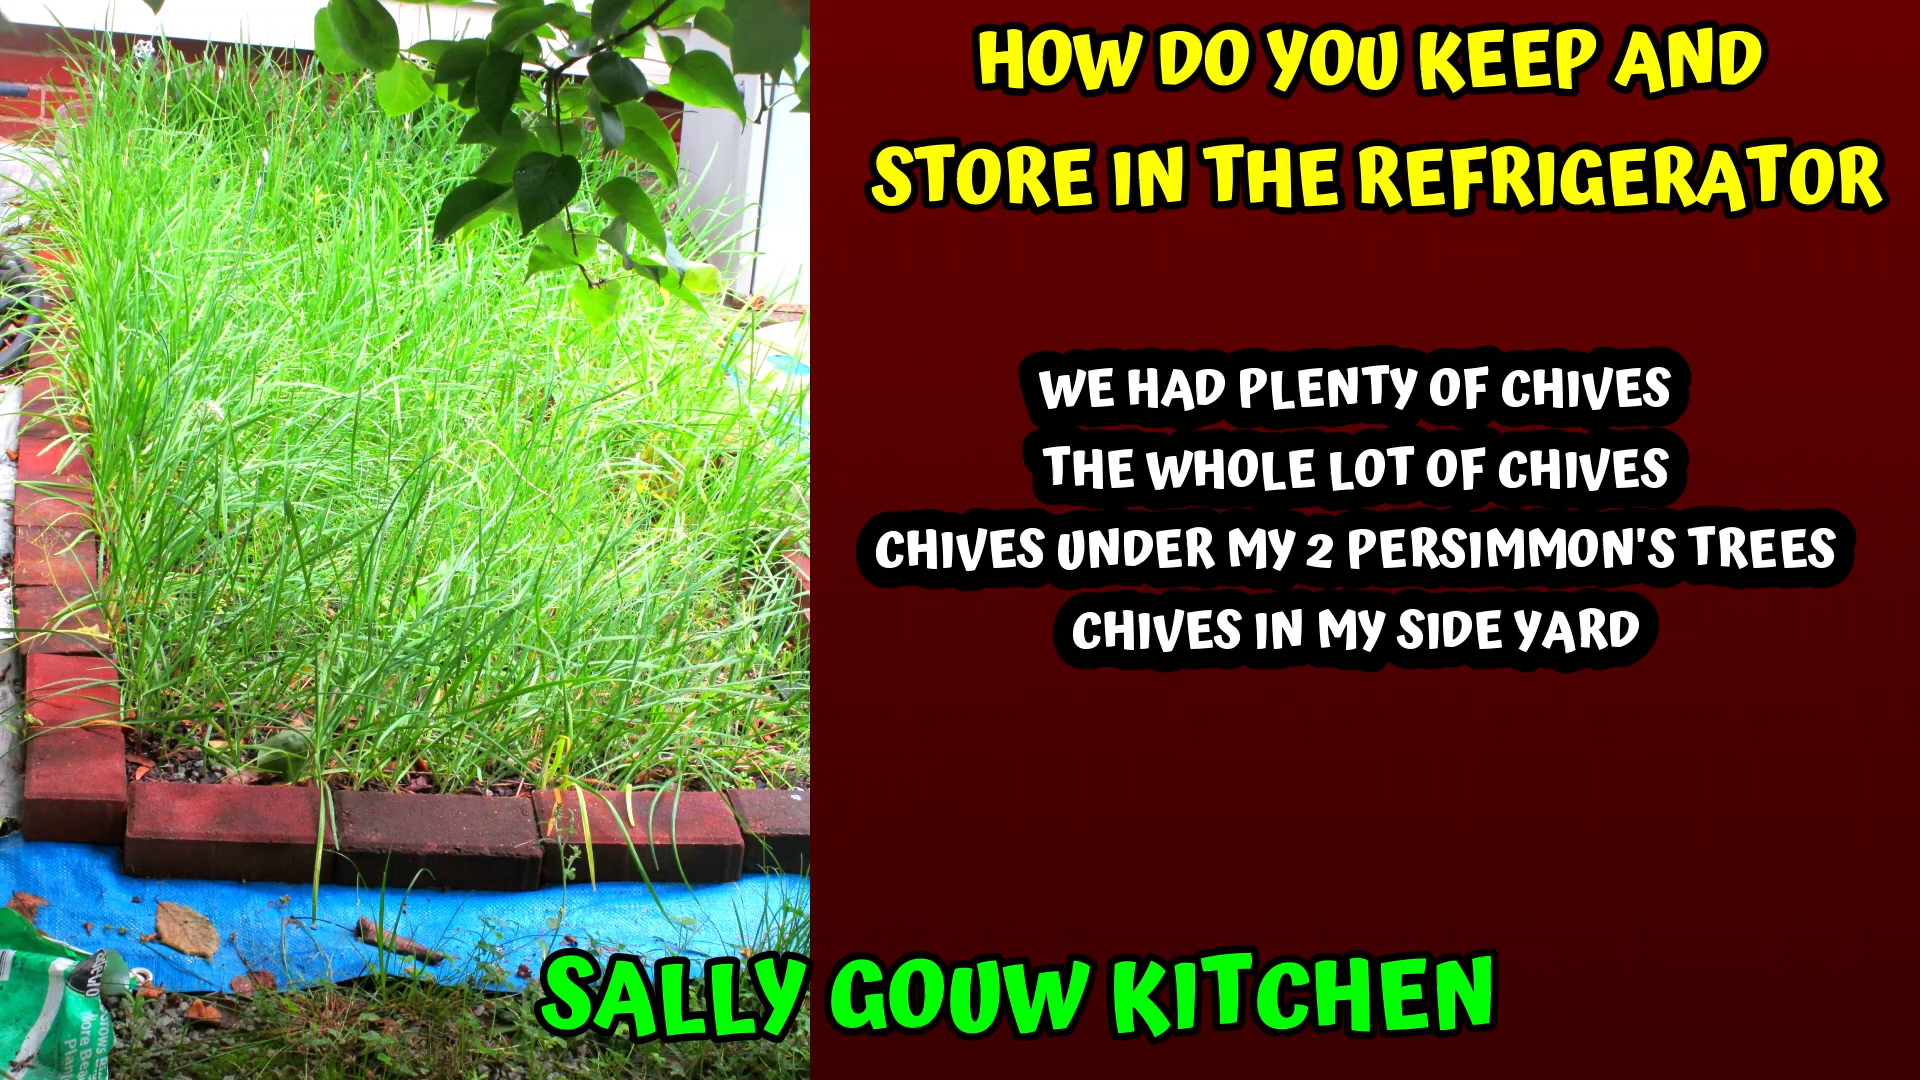 HOW DO YOU KEEP AND
STORE IN THE REFRIGERATOR
WE HAD PLENTY OF CHIVES
THE WHOLE LOT OF CHIVES
CHIVES UNDER MY 2 PERSIMMON'S TREES
CHIVES IN MY SIDE YARD
SALLY GOUW KITCHEN